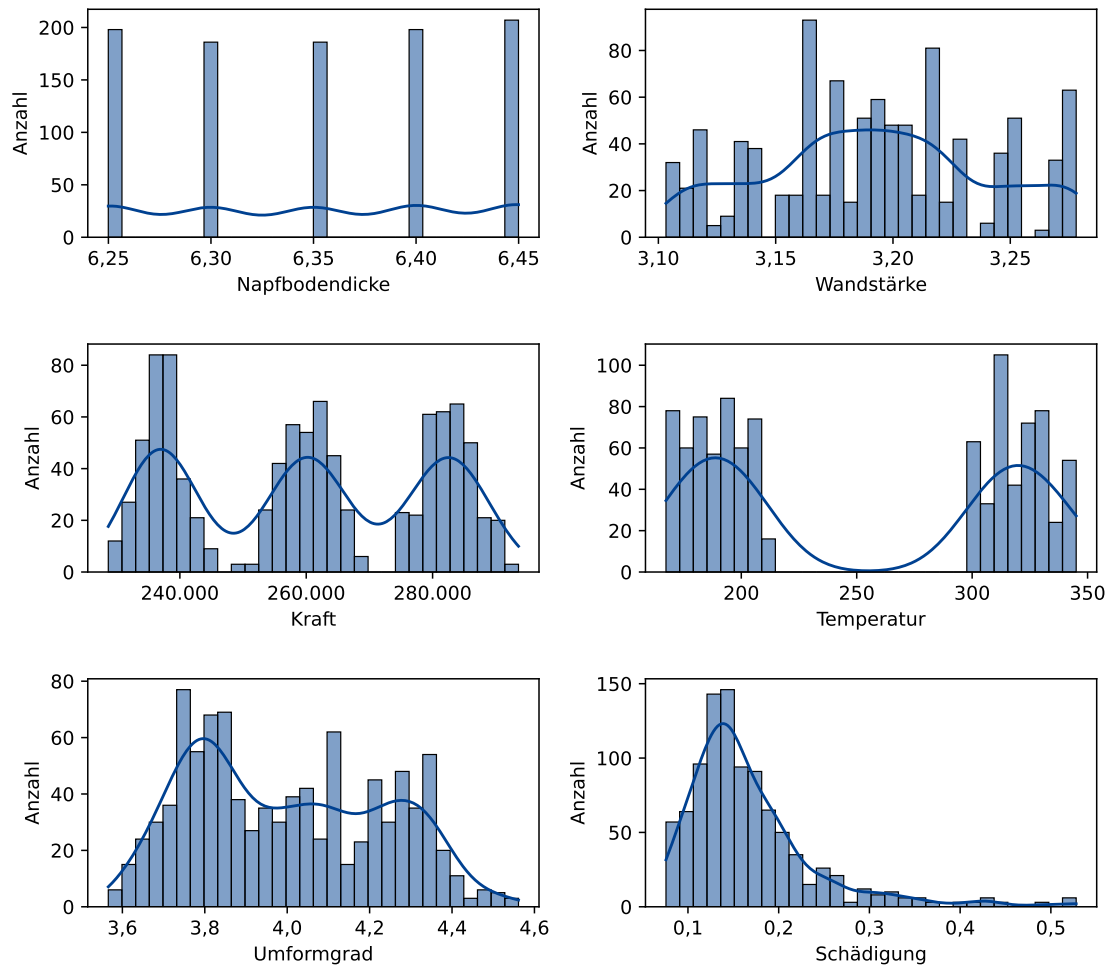 Anzahl
200
150
100
50
0
6,25 6,30 6,35 6,40 6,45
Napfbodendicke
Anzahl
80
60
40
20
0
3,10 3,15 3,20 3,25
Wandstärke
Anzahl
80
60
40
20
0
240.000 260.000 280.000
Kraft
Anzahl
100
80
60
40
20
0
200 250 300 350
Temperatur
Anzahl
80
60
40
20
0
3,6 3,8 4,0 4,2 4,4 4,6
Umformgrad
Anzahl
150
100
50
0
0,1 0,2 0,3 0,4 0,5
Schädigung